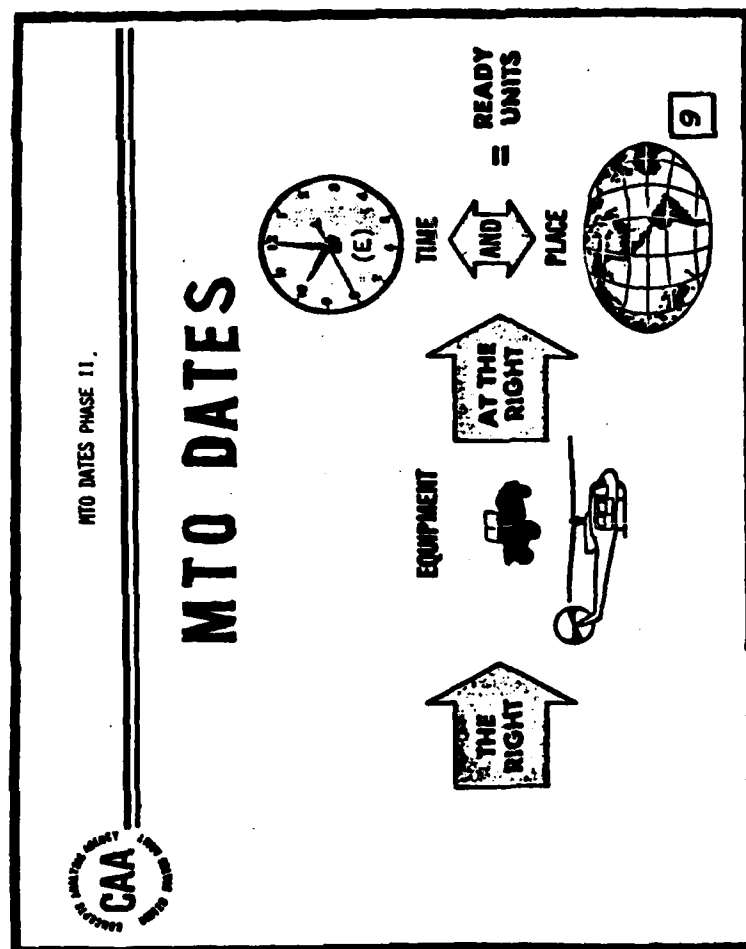 MTO DATES PHASE II.
CAA
MTO DATES
THE
RIGHT
EQUIPMENT
AT THE
RIGHT
TIME
AND
PLACE
= READY
UNITS
(E)
9